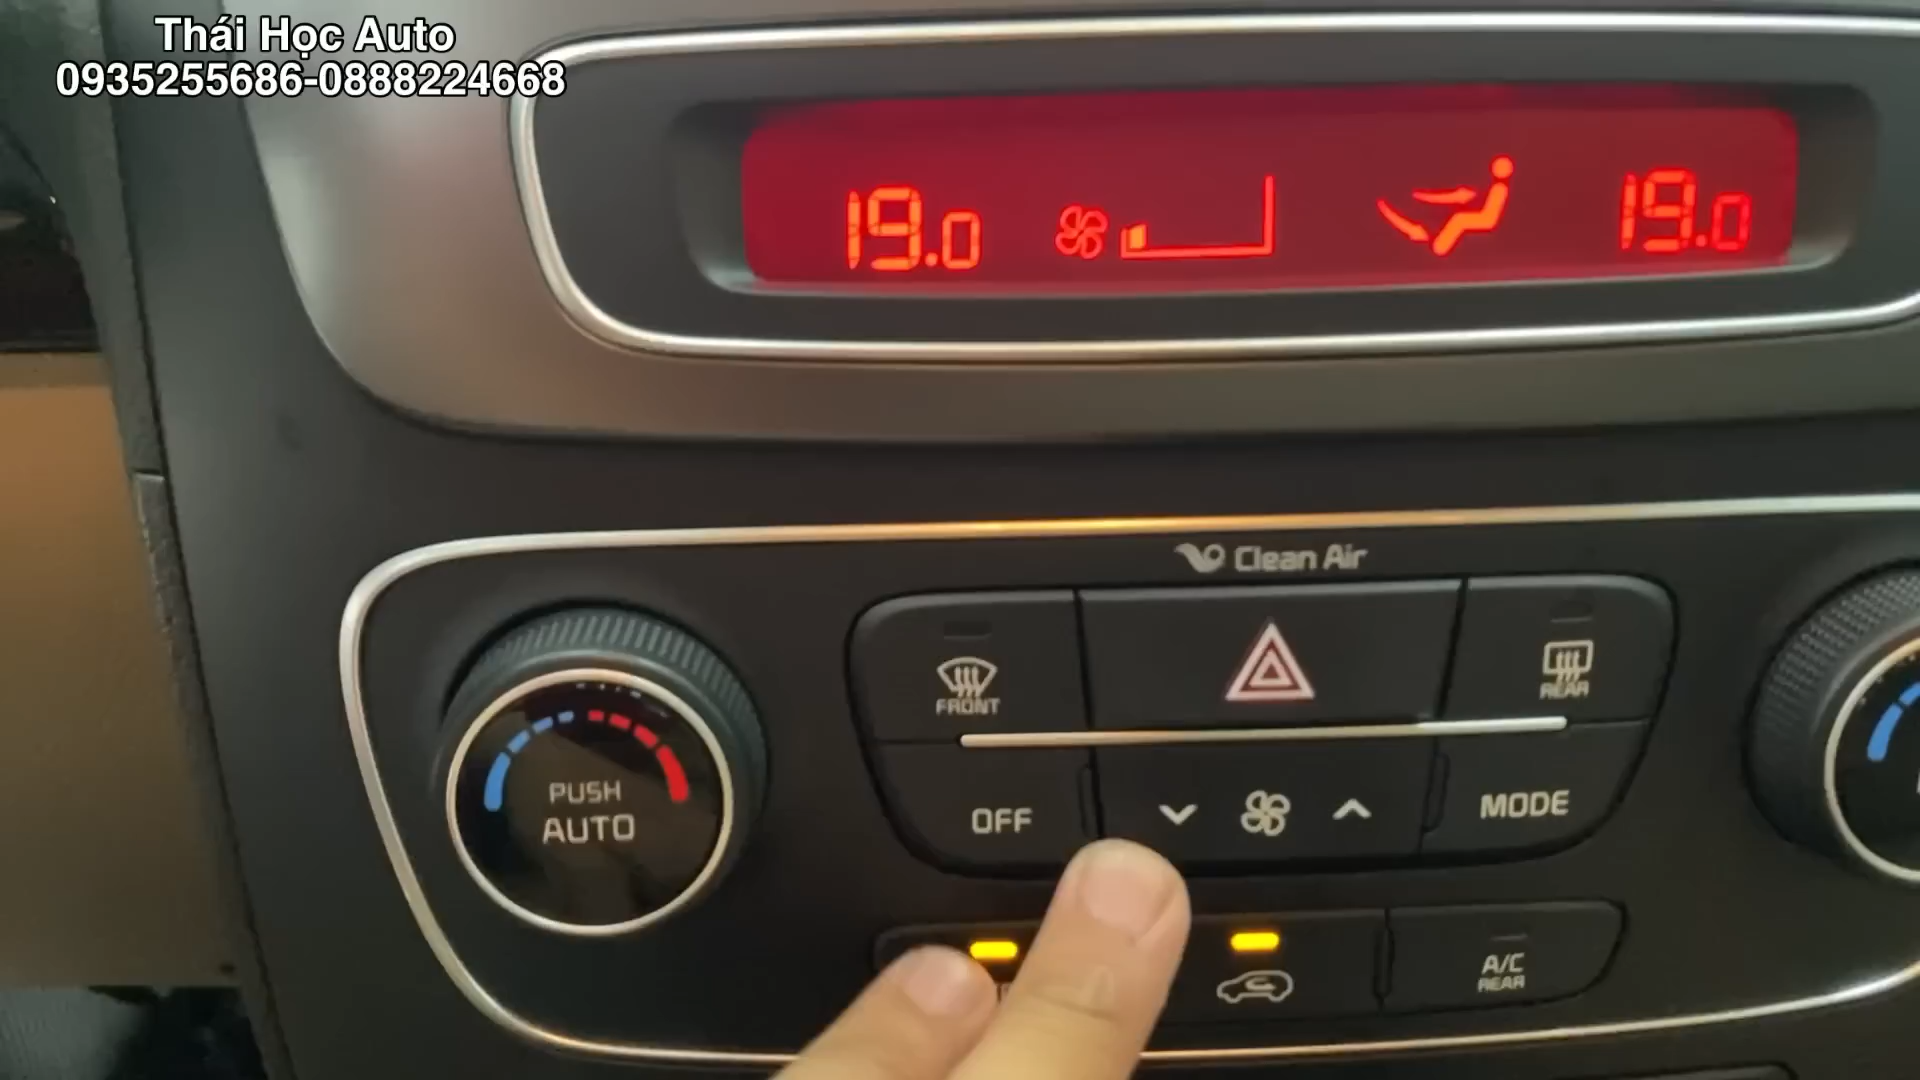 Thái Học Auto
0935255686-0888224668
19.0 19.0
Clean Air
FRONT
REAR
PUSH
AUTO
OFF
MODE
A/C
REAR